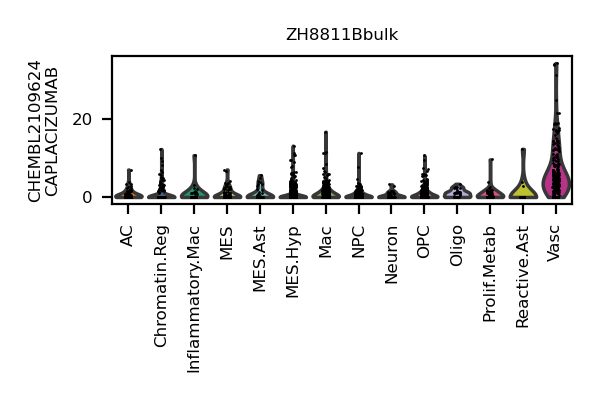 ZH8811Bbulk
CHEMBL2109624
CAPLACIZUMAB
20
0
AC
Chromatin.Reg
Inflammatory.Mac
MES
MES.Ast
MES.Hyp
Mac
NPC
Neuron
OPC
Oligo
Prolif.Metab
Reactive.Ast
Vasc